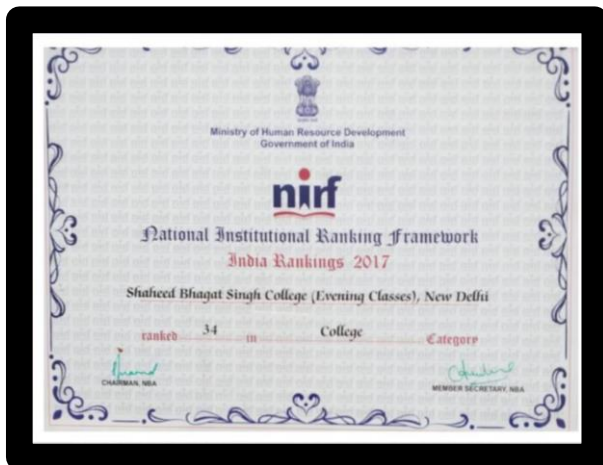 Ministry of Human Resource Development
Government of India
nirf
National Institutional Ranking Framework
India Rankings 2017
Shaheed Bhagat Singh College (Evening Classes), New Delhi
ranked 34 in College Category
CHAIRMAN, NBA
MEMBER SECRETARY, NBA